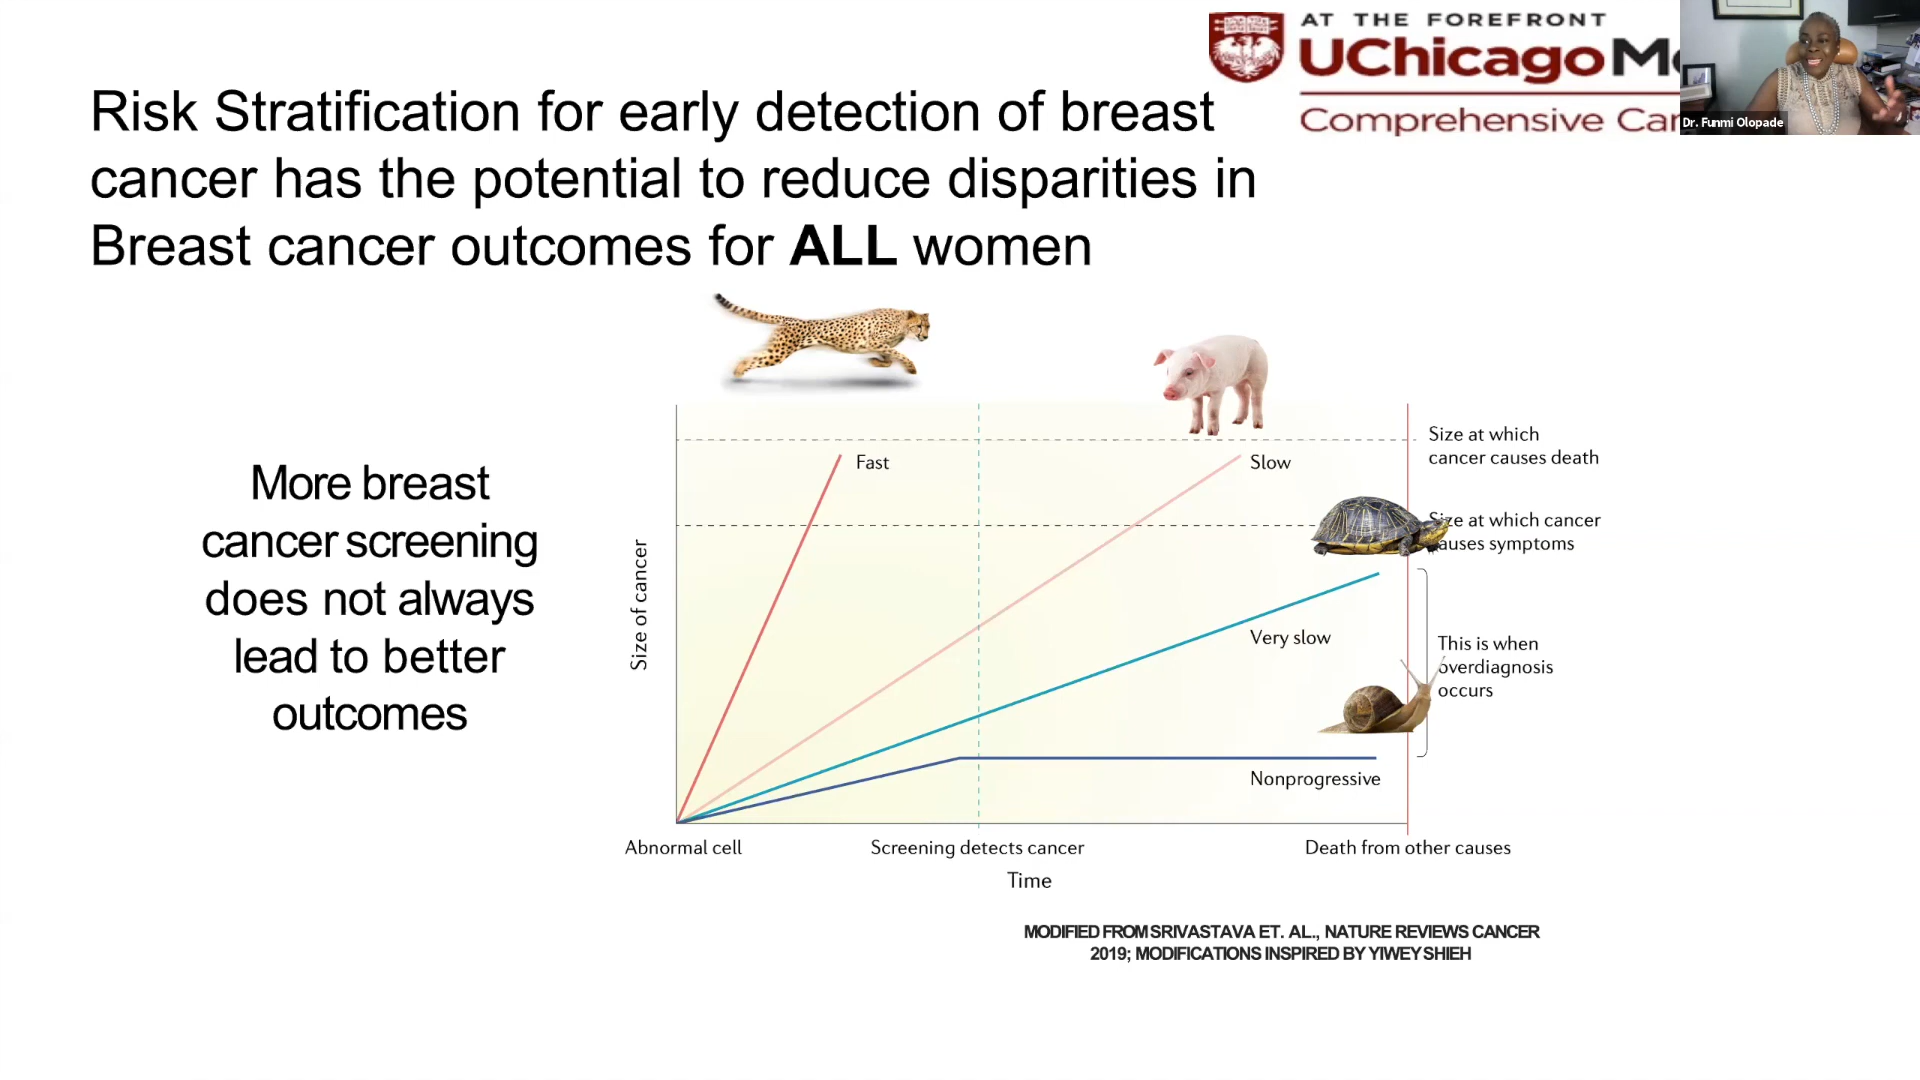 AT THE FOREFRONT
UChicagoMe
Comprehensive Can
Dr. Funmi Olopade
Risk Stratification for early detection of breast
cancer has the potential to reduce disparities in
Breast cancer outcomes for ALL women
More breast
cancer screening
does not always
lead to better
outcomes
Size of cancer
Fast
Slow
Very slow
Nonprogressive
Size at which
cancer causes death
Size at which cancer
auses symptoms
This is when
overdiagnosis
occurs
Abnormal cell
Screening detects cancer
Death from other causes
Time
MODIFIED FROM SRIVASTAVA ET. AL., NATURE REVIEWS CANCER
2019; MODIFICATIONS INSPIRED BY YIWEY SHIEH